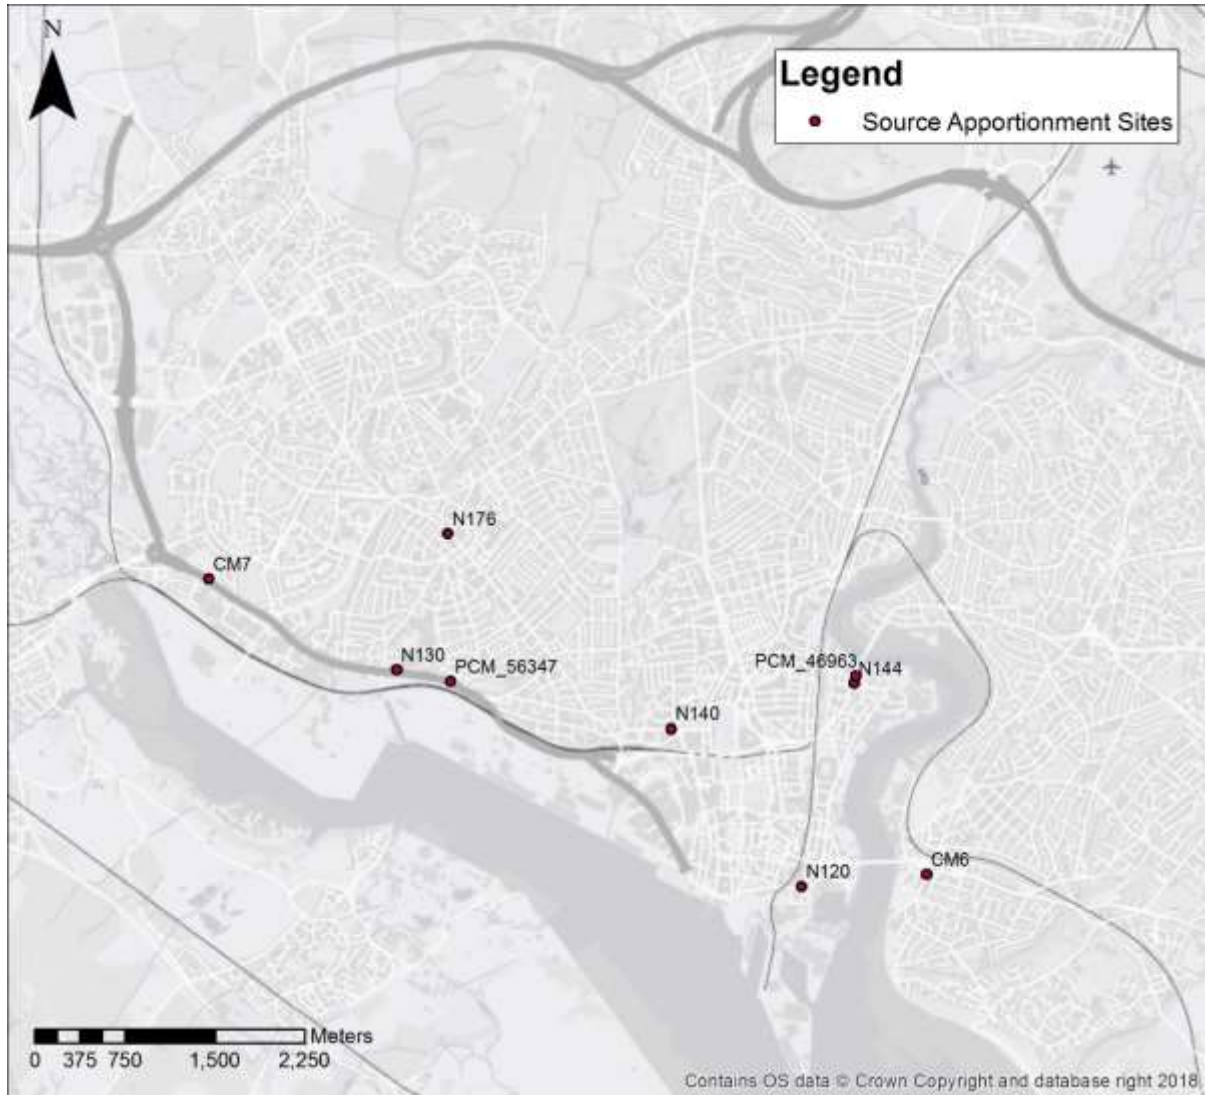 N
Legend
Source Apportionment Sites
N176
CM7
N130
PCM_56347
PCM_46963
N144
N140
CM6
N120
Meters
0 375 750 1,500 2,250
Contains OS data © Crown Copyright and database right 2018